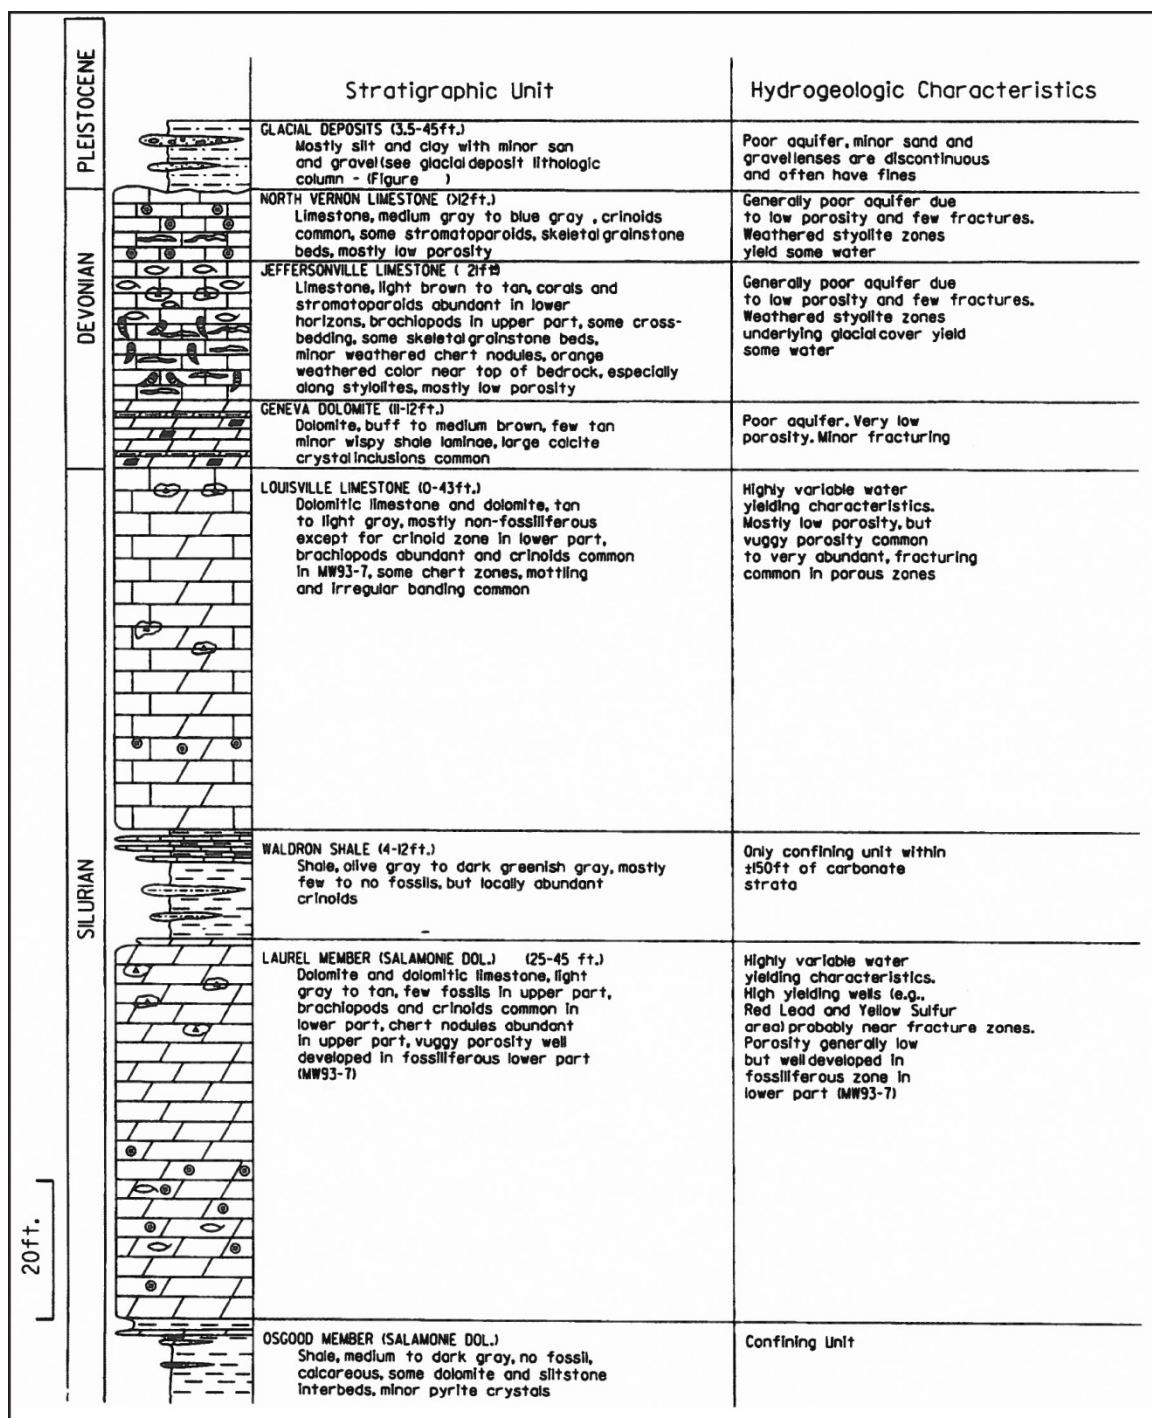 PLEISTOCENE
DEVONIAN
SILURIAN
20ft.
Stratigraphic Unit
Hydrogeologic Characteristics
GLACIAL DEPOSITS (3.5-45ft.)
Mostly silt and clay with minor san
and gravel(see glacial deposit lithologic
column - (Figure )
Poor aquifer, minor sand and
gravel lenses are discontinuous
and often have fines
NORTH VERNON LIMESTONE (>12ft.)
Limestone, medium gray to blue gray , crinoids
common, some stromatoparoids, skeletal grainstone
beds, mostly low porosity
Generally poor aquifer due
to low porosity and few fractures.
Weathered styolite zones
yield some water
JEFFERSONVILLE LIMESTONE ( 21ft)
Limestone, light brown to tan, corals and
stromatoparoids abundant in lower
horizons, brachiopods in upper part, some cross-
bedding, some skeletal grainstone beds,
minor weathered chert nodules, orange
weathered color near top of bedrock, especially
along stylolites, mostly low porosity
Generally poor aquifer due
to low porosity and few fractures.
Weathered styolite zones
underlying glacial cover yield
some water
GENEVA DOLOMITE (11-12ft.)
Dolomite, buff to medium brown, few tan
minor wispy shale laminae, large calcite
crystal inclusions common
Poor aquifer. Very low
porosity. Minor fracturing
LOUISVILLE LIMESTONE (0-43ft.)
Dolomitic limestone and dolomite, tan
to light gray, mostly non-fossiliferous
except for crinoid zone in lower part,
brachiopods abundant and crinoids common
in MW93-7, some chert zones, mottling
and irregular banding common
Highly variable water
yielding characteristics.
Mostly low porosity, but
vuggy porosity common
to very abundant, fracturing
common in porous zones
WALDRON SHALE (4-12ft.)
Shale, olive gray to dark greenish gray, mostly
few to no fossils, but locally abundant
crinoids
Only confining unit within
±150ft of carbonate
strata
LAUREL MEMBER (SALAMONIE DOL.) (25-45 ft.)
Dolomite and dolomitic limestone, light
gray to tan, few fossils in upper part,
brachiopods and crinoids common in
lower part, chert nodules abundant
in upper part, vuggy porosity well
developed in fossiliferous lower part
(MW93-7)
Highly variable water
yielding characteristics.
High yielding wells (e.g.,
Red Lead and Yellow Sulfur
area) probably near fracture zones.
Porosity generally low
but well developed in
fossiliferous zone in
lower part (MW93-7)
OSGOOD MEMBER (SALAMONIE DOL.)
Shale, medium to dark gray, no fossil,
calcareous, some dolomite and siltstone
interbeds, minor pyrite crystals
Confining Unit